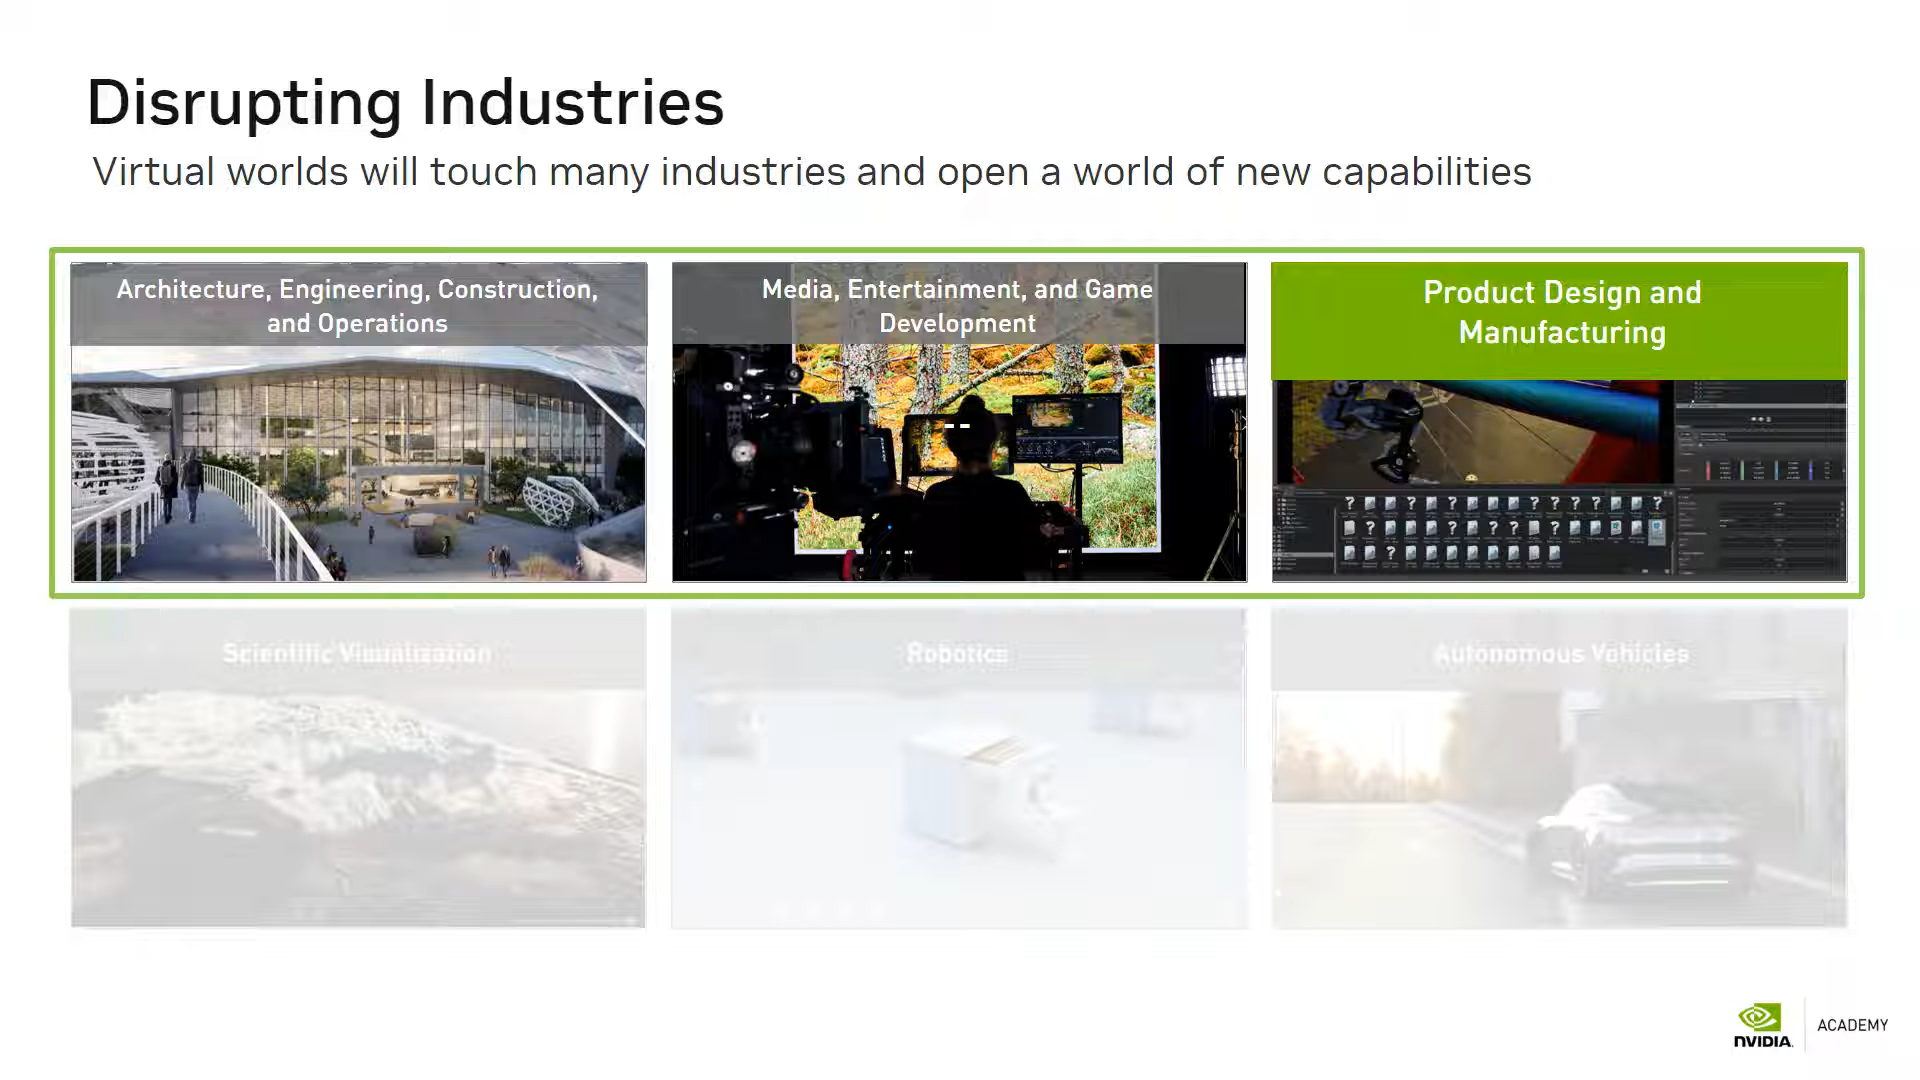 Disrupting Industries
Virtual worlds will touch many industries and open a world of new capabilities
Architecture, Engineering, Construction,
and Operations
Media, Entertainment, and Game
Development
Product Design and
Manufacturing
Scientific Visualization
Robotics
Autonomous Vehicles
NVIDIA.
ACADEMY